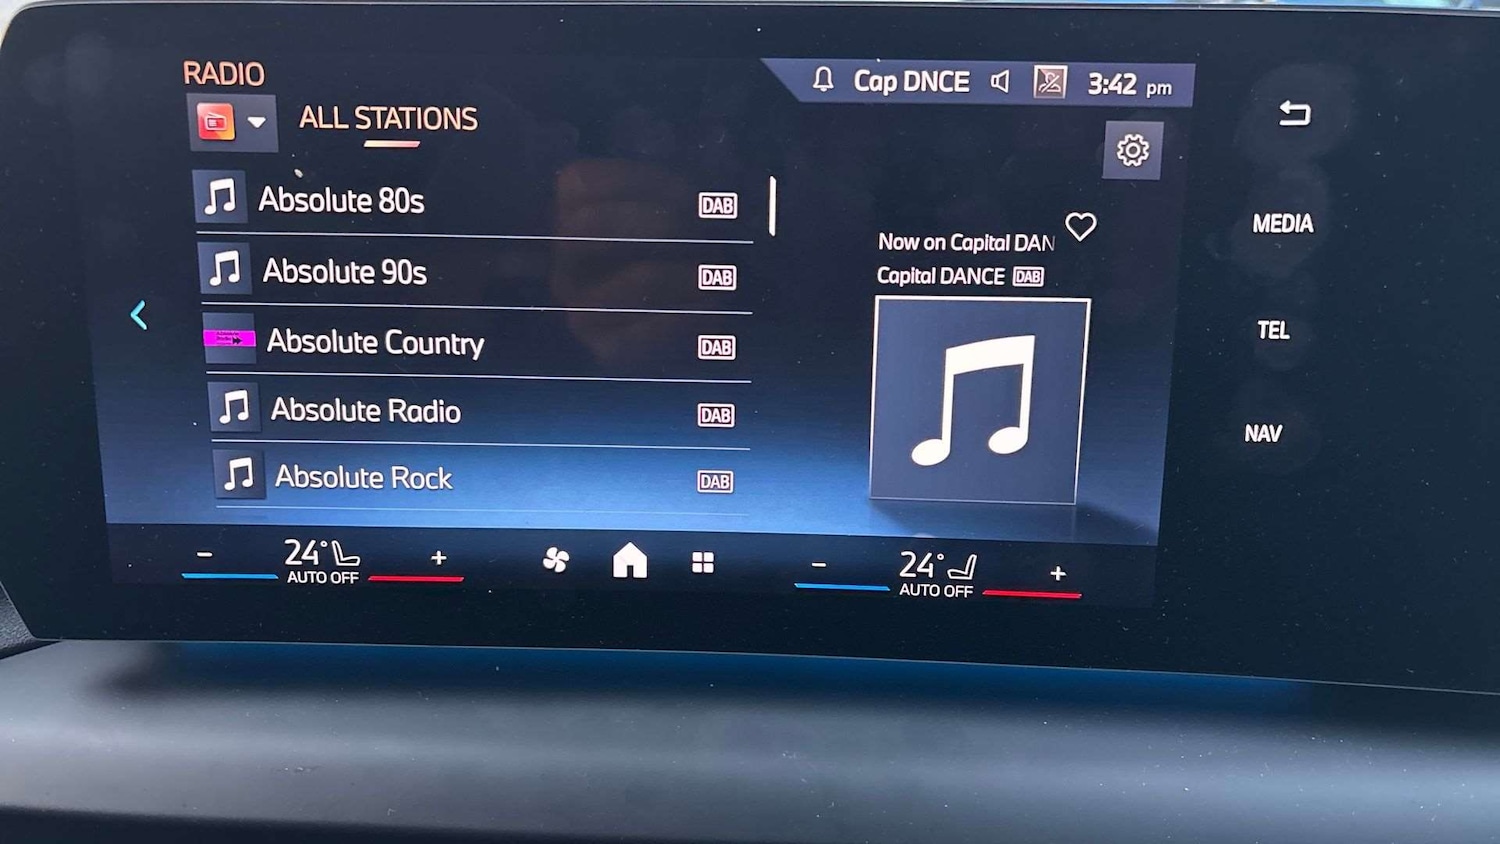 RADIO
Cap DNCE
3:42 pm
ALL STATIONS
Absolute 80s DAB
Absolute 90s DAB
Absolute Country DAB
Absolute Radio DAB
Absolute Rock DAB
Now on Capital DAN
Capital DANCE DAB
MEDIA
TEL
NAV
− 24° +
AUTO OFF
− 24° +
AUTO OFF